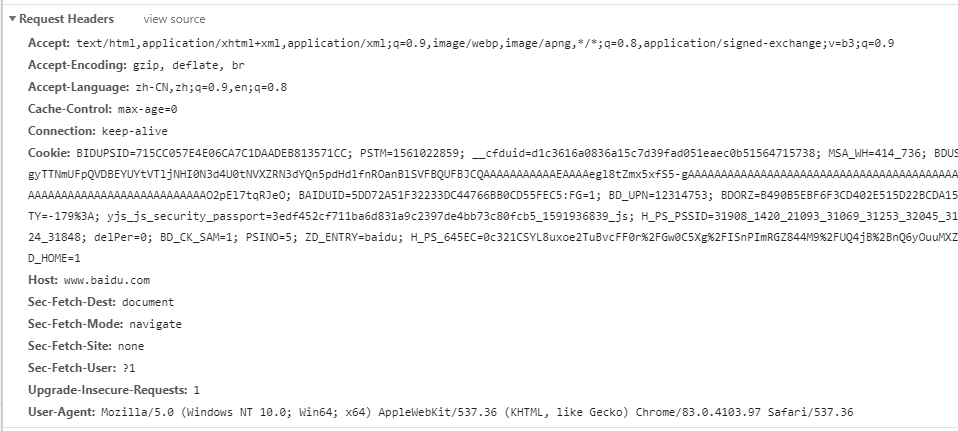 Request Headers view source
Accept: text/html,application/xhtml+xml,application/xml;q=0.9,image/webp,image/apng,*/*;q=0.8,application/signed-exchange;v=b3;q=0.9
Accept-Encoding: gzip, deflate, br
Accept-Language: zh-CN,zh;q=0.9,en;q=0.8
Cache-Control: max-age=0
Connection: keep-alive
Cookie: BIDUPSID=715CC057E4E06CA7C1DAADEB813571CC; PSTM=1561022859; __cfduid=d1c3616a0836a15c7d39fad051eaec0b51564715738; MSA_WH=414_736; BDUS
BAIDUID=5DD72A51F32233DC44766BB0CD55FEC5:FG=1; BD_UPN=12314753; BDORZ=B490B5EBF6F3CD402E515D22BCDA15
TY=-179%3A; yjs_js_security_passport=3edf452cf711ba6d831a9c2397de4bb73c80fcb5_1591936839_js; H_PS_PSSID=31908_1420_21093_31069_31253_32045_31
24_31848; delPer=0; BD_CK_SAM=1; PSINO=5; ZD_ENTRY=baidu; H_PS_645EC=0c321CSYL8uxoe2TuBvcFF0r%2FGw0C5Xg%2FISnPImRGZ844M9%2FUQ4jB%2BnQ6yOuuMXZ
D_HOME=1
Host: www.baidu.com
Sec-Fetch-Dest: document
Sec-Fetch-Mode: navigate
Sec-Fetch-Site: none
Sec-Fetch-User: ?1
Upgrade-Insecure-Requests: 1
User-Agent: Mozilla/5.0 (Windows NT 10.0; Win64; x64) AppleWebKit/537.36 (KHTML, like Gecko) Chrome/83.0.4103.97 Safari/537.36